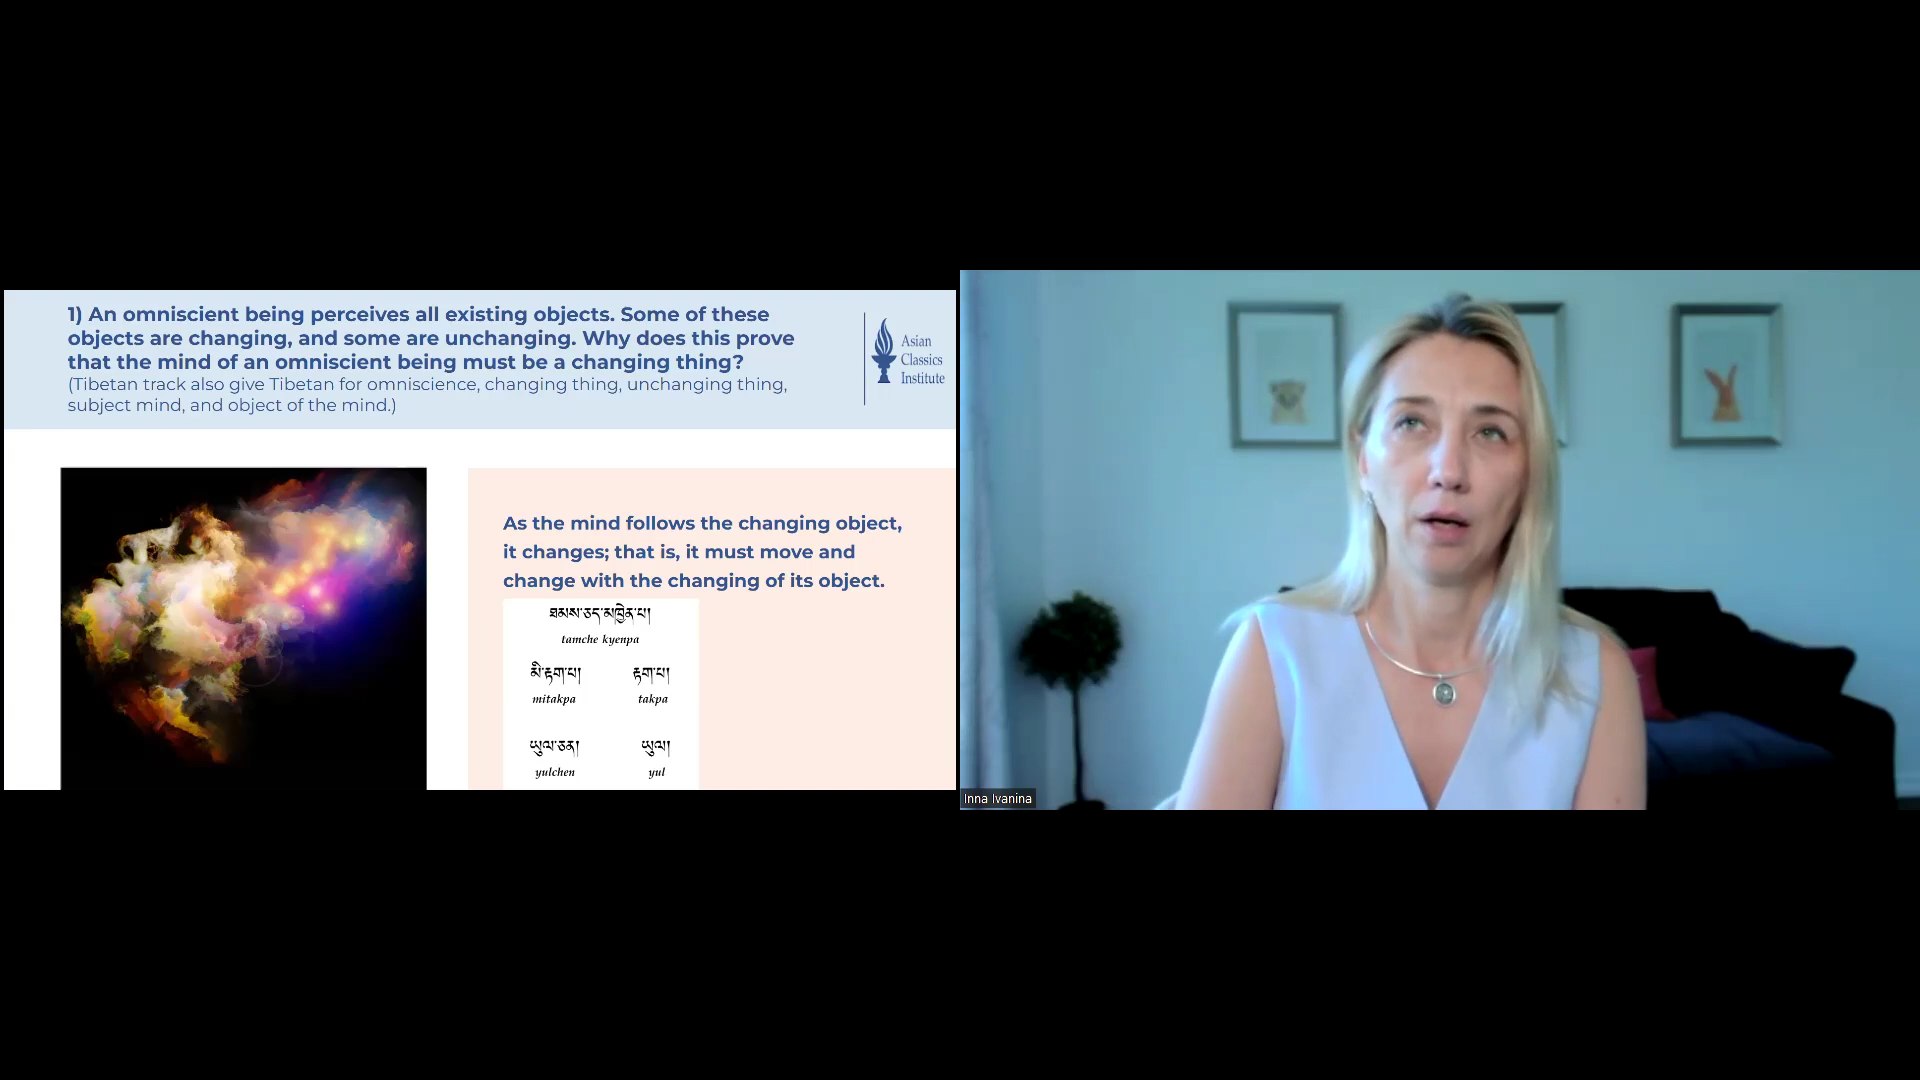 1) An omniscient being perceives all existing objects. Some of these
objects are changing, and some are unchanging. Why does this prove
that the mind of an omniscient being must be a changing thing?
(Tibetan track also give Tibetan for omniscience, changing thing, unchanging thing,
subject mind, and object of the mind.)
Asian
Classics
Institute
As the mind follows the changing object,
it changes; that is, it must move and
change with the changing of its object.
ཐམས་ཅད་མཁྱེན་པ།
tamche kyenpa
མི་རྟག་པ། རྟག་པ།
mitakpa takpa
ཡུལ་ཅན། ཡུལ།
yulchen yul
Inna Ivanina